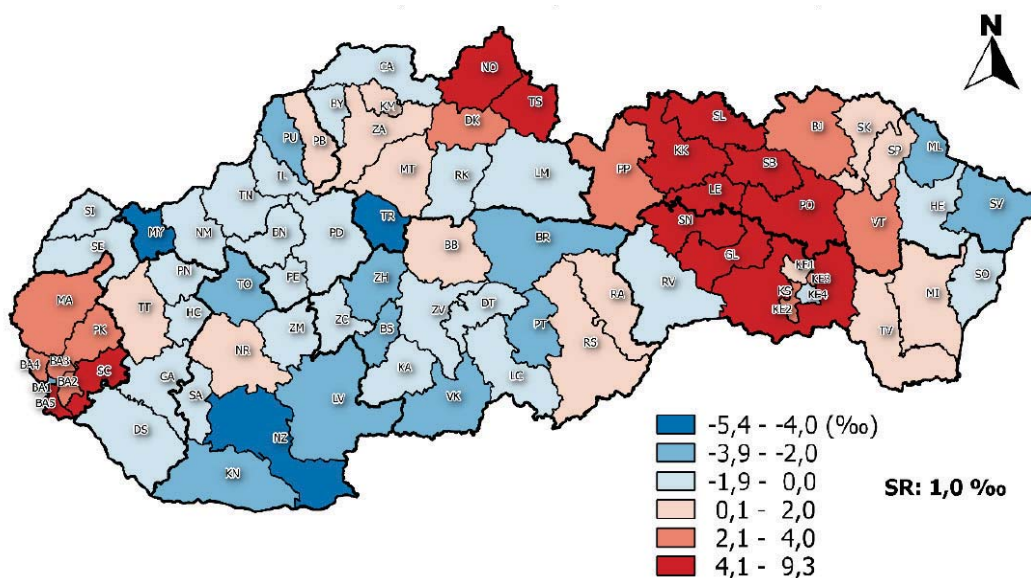 N
CA
NO
TS
BY
KM
PU
PB
ZA
DK
SL
BJ
SK
SP
ML
IL
MT
RK
LM
PP
KK
SB
LE
PO
VT
HE
SV
TN
SI
MY
NM
BN
PD
TR
BB
BR
SN
GL
SE
PN
PE
TO
ZH
RV
KE1
KE3
KS
KE4
KE2
SO
MI
TV
MA
TT
HC
ZM
ZC
BS
ZV
DT
PT
RA
RS
PK
NR
BA4
BA3
SC
BA1
BA2
BA5
GA
SA
KA
LC
DS
LV
VK
NZ
KN
-5,4 - -4,0 (‰)
-3,9 - -2,0
-1,9 - 0,0
0,1 - 2,0
2,1 - 4,0
4,1 - 9,3
SR: 1,0 ‰